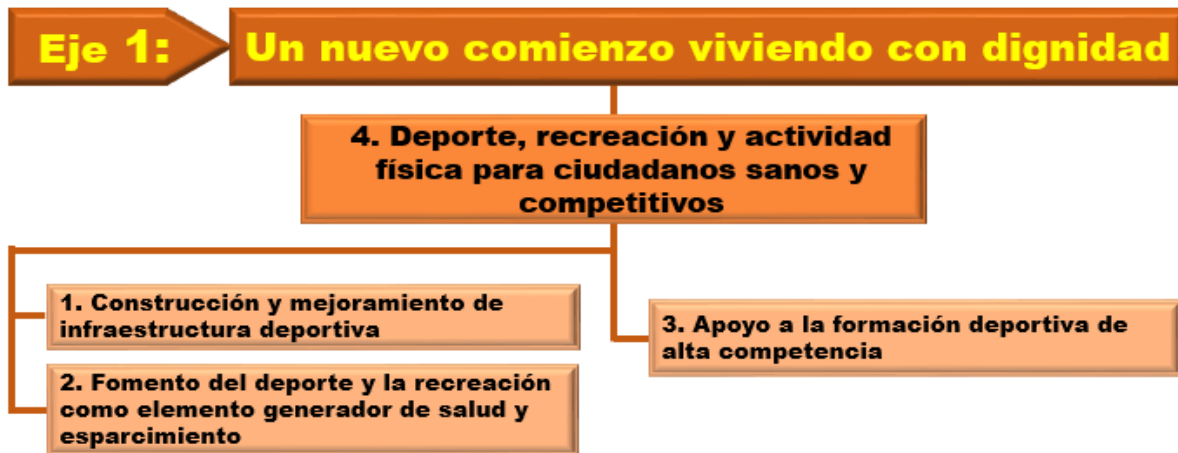 Eje 1:
Un nuevo comienzo viviendo con dignidad
4. Deporte, recreación y actividad
física para ciudadanos sanos y
competitivos
1. Construcción y mejoramiento de
infraestructura deportiva
2. Fomento del deporte y la recreación
como elemento generador de salud y
esparcimiento
3. Apoyo a la formación deportiva de
alta competencia